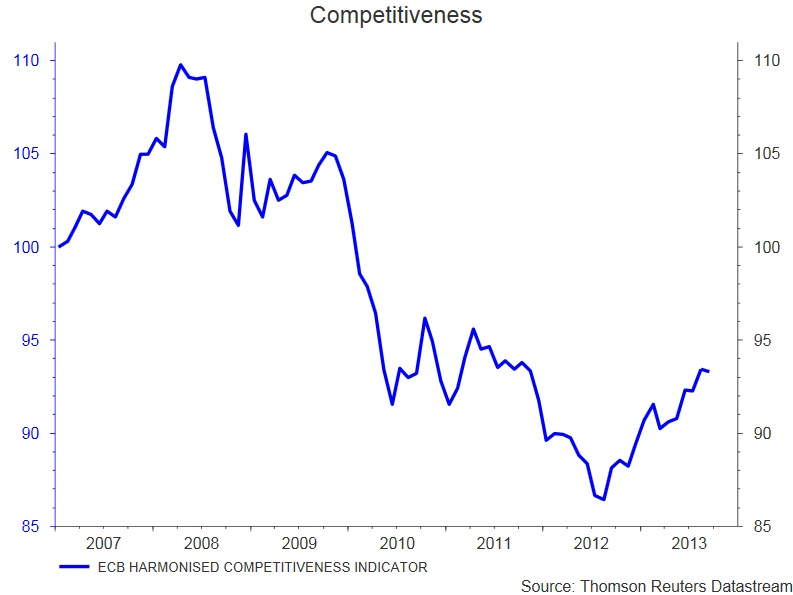 Competitiveness
110 110
105 105
100 100
95 95
90 90
85 85
2007 2008 2009 2010 2011 2012 2013
ECB HARMONISED COMPETITIVENESS INDICATOR
Source: Thomson Reuters Datastream